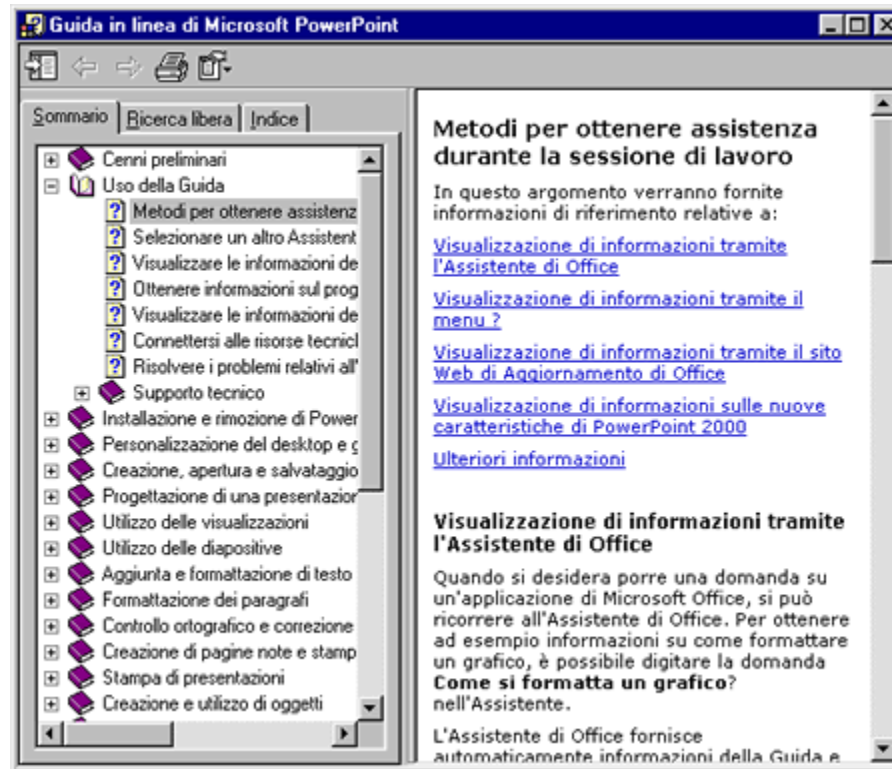 Guida in linea di Microsoft PowerPoint
Sommario Ricerca libera Indice
Cenni preliminari
Uso della Guida
Metodi per ottenere assistenz
Selezionare un altro Assistent
Visualizzare le informazioni de
Ottenere informazioni sul prog
Visualizzare le informazioni de
Connettersi alle risorse tecnicl
Risolvere i problemi relativi all'
Supporto tecnico
Installazione e rimozione di Power
Personalizzazione del desktop e g
Creazione, apertura e salvataggio
Progettazione di una presentazior
Utilizzo delle visualizzazioni
Utilizzo delle diapositive
Aggiunta e formattazione di testo
Formattazione dei paragrafi
Controllo ortografico e correzione
Creazione di pagine note e stamp
Stampa di presentazioni
Creazione e utilizzo di oggetti
Metodi per ottenere assistenza
durante la sessione di lavoro
In questo argomento verranno fornite
informazioni di riferimento relative a:
Visualizzazione di informazioni tramite
l'Assistente di Office
Visualizzazione di informazioni tramite il
menu ?
Visualizzazione di informazioni tramite il sito
Web di Aggiornamento di Office
Visualizzazione di informazioni sulle nuove
caratteristiche di PowerPoint 2000
Ulteriori informazioni
Visualizzazione di informazioni tramite
l'Assistente di Office
Quando si desidera porre una domanda su
un'applicazione di Microsoft Office, si può
ricorrere all'Assistente di Office. Per ottenere
ad esempio informazioni su come formattare
un grafico, è possibile digitare la domanda
Come si formatta un grafico?
nell'Assistente.
L'Assistente di Office fornisce
automaticamente informazioni della Guida e